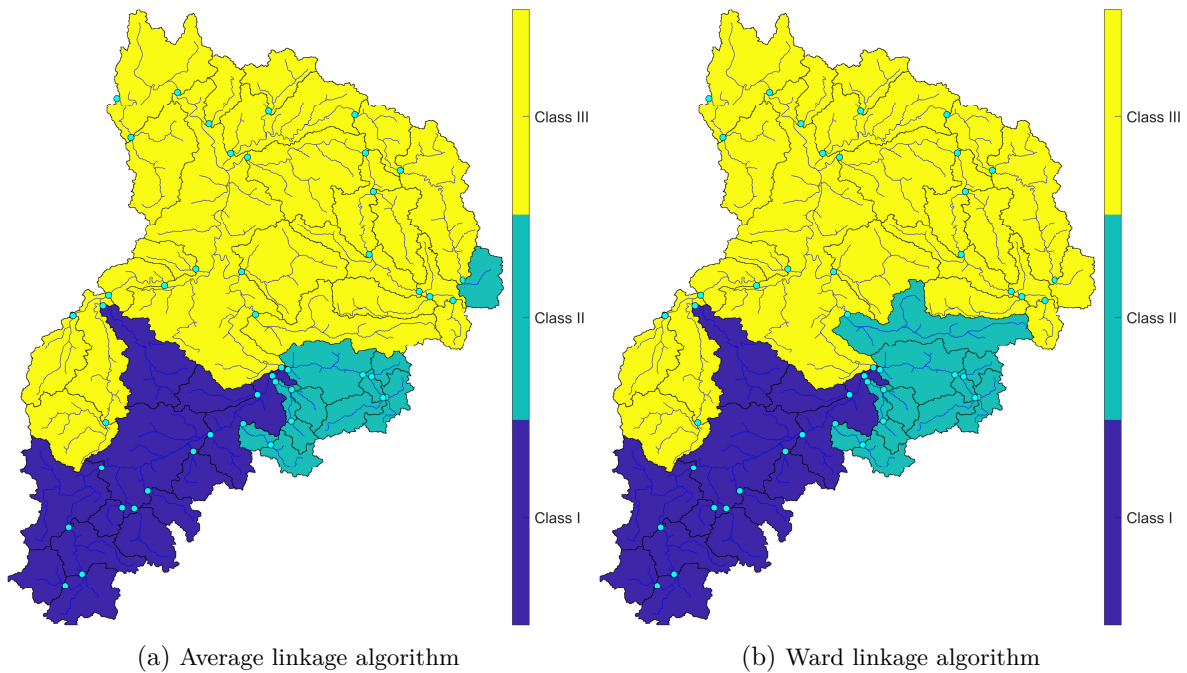 Class III
Class II
Class I
(a) Average linkage algorithm
Class III
Class II
Class I
(b) Ward linkage algorithm